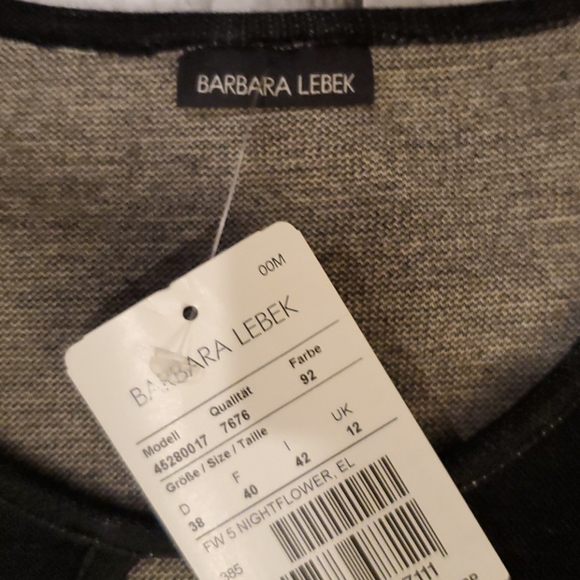 BARBARA LEBEK
00M
BARBARA LEBEK
Modell Qualität Farbe
45280017 7676 92
Größe / Size / Taille
D F I UK
38 40 42 12
FW 5 NIGHTFLOWER, EL
385
7111